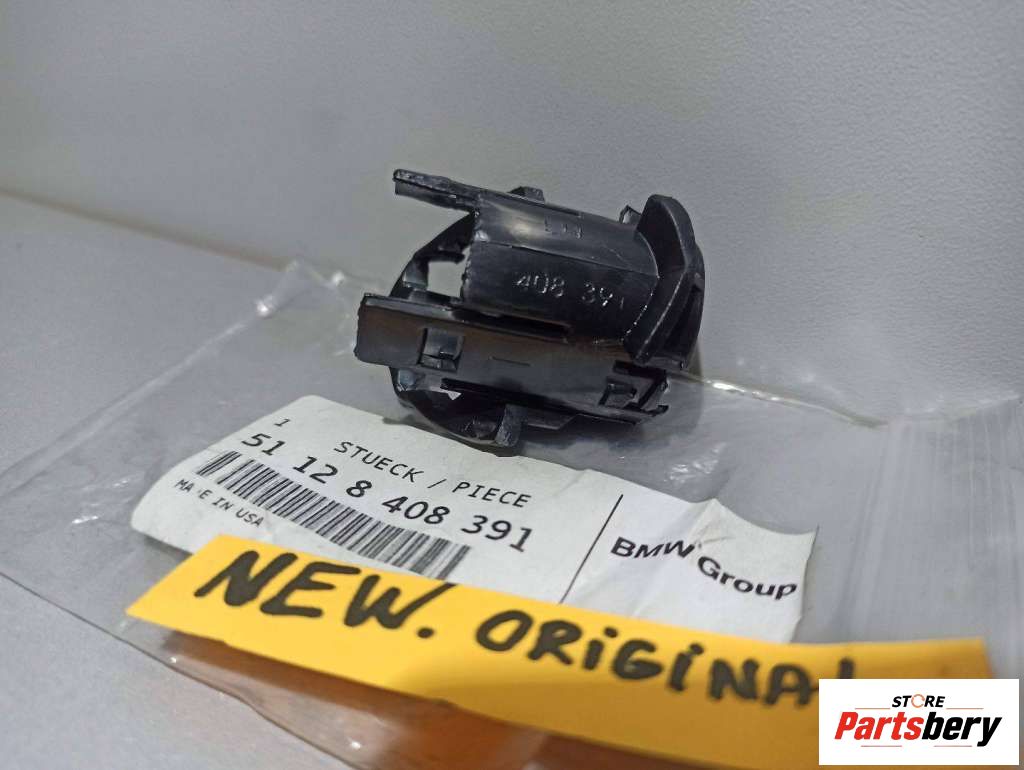 408 391
1 STUECK / PIECE
51 12 8 408 391
MADE IN USA
BMW Group
NEW. ORIGINAL
STORE
Partsbery